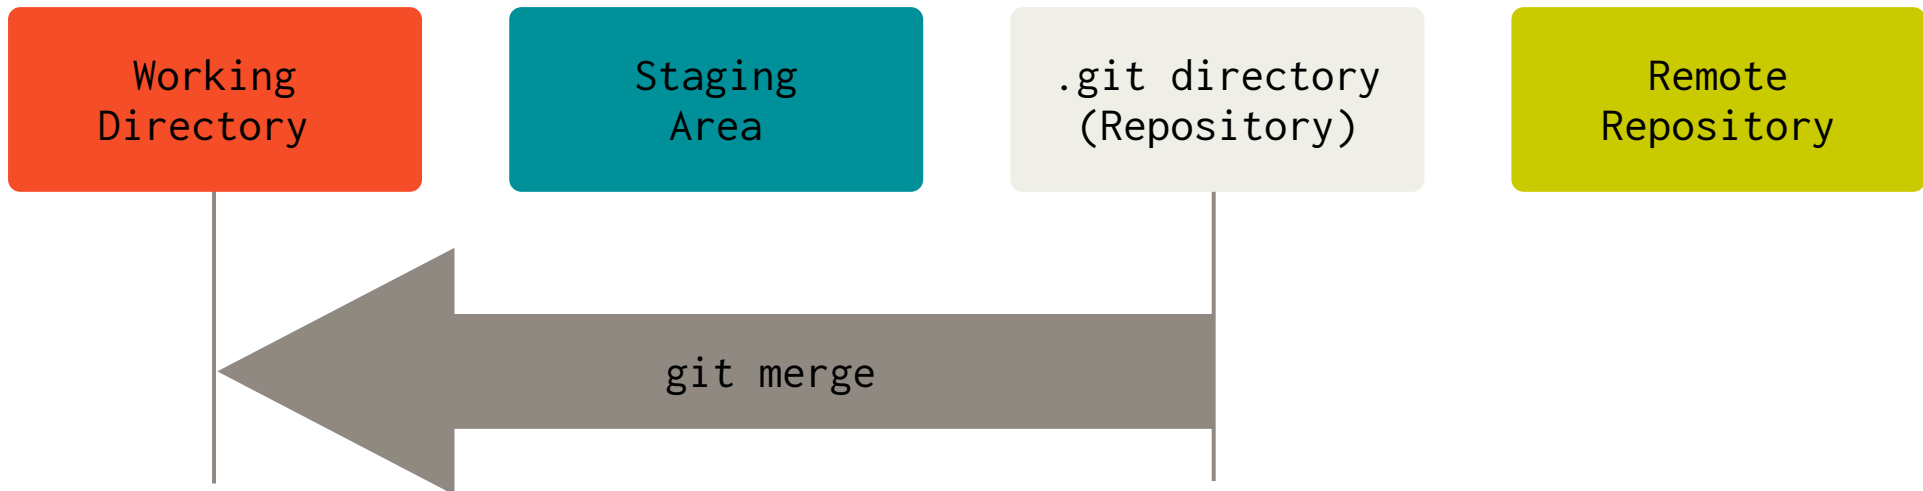 Working
Directory
Staging
Area
.git directory
(Repository)
Remote
Repository
git merge